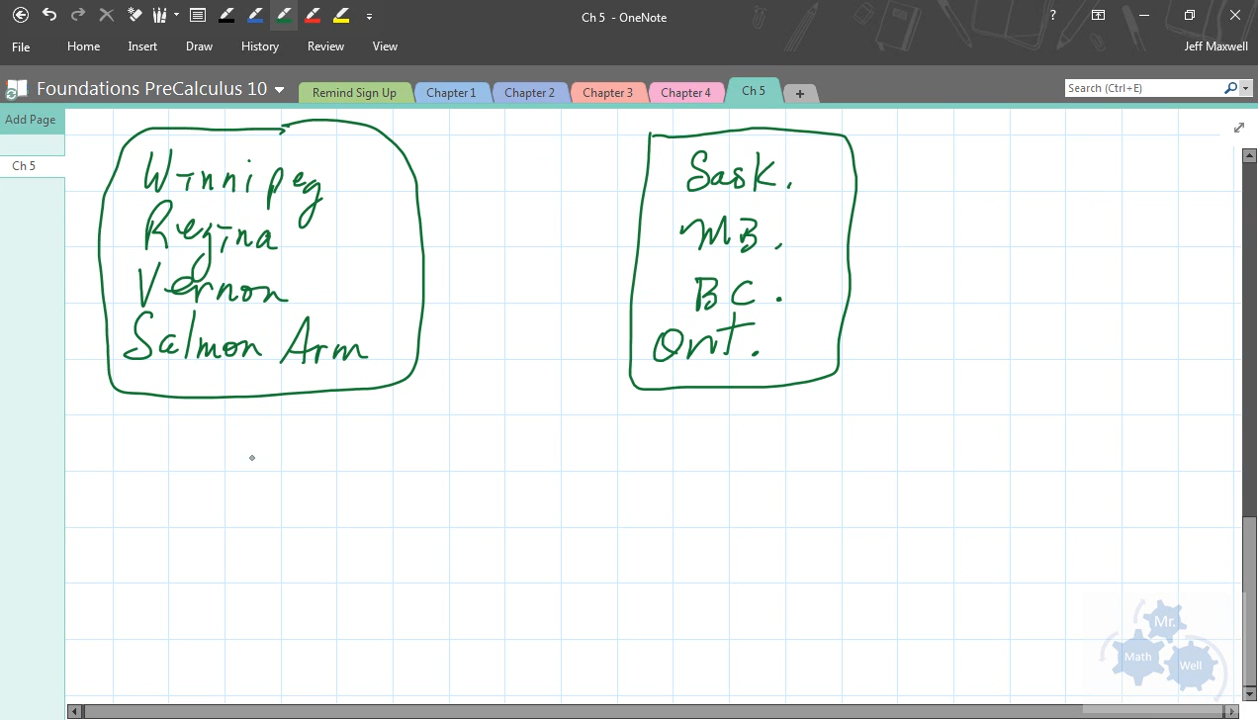 Ch 5 - OneNote
?
File
Home
Insert
Draw
History
Review
View
Jeff Maxwell
Foundations PreCalculus 10
Remind Sign Up
Chapter 1
Chapter 2
Chapter 3
Chapter 4
Ch 5
+
Search (Ctrl+E)
Add Page
Ch 5
Winnipeg
Regina
Vernon
Salmon Arm
Sask.
MB.
BC.
Ont.
Mr.
Math
Well